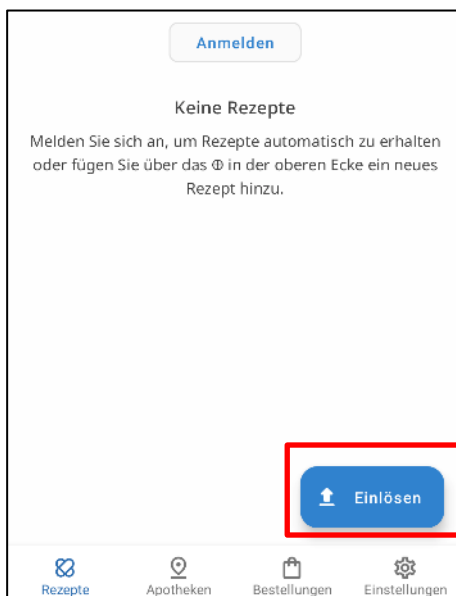 Anmelden
Keine Rezepte
Melden Sie sich an, um Rezepte automatisch zu erhalten
oder fügen Sie über das ⊕ in der oberen Ecke ein neues
Rezept hinzu.
Einlösen
Rezepte Apotheken Bestellungen Einstellungen